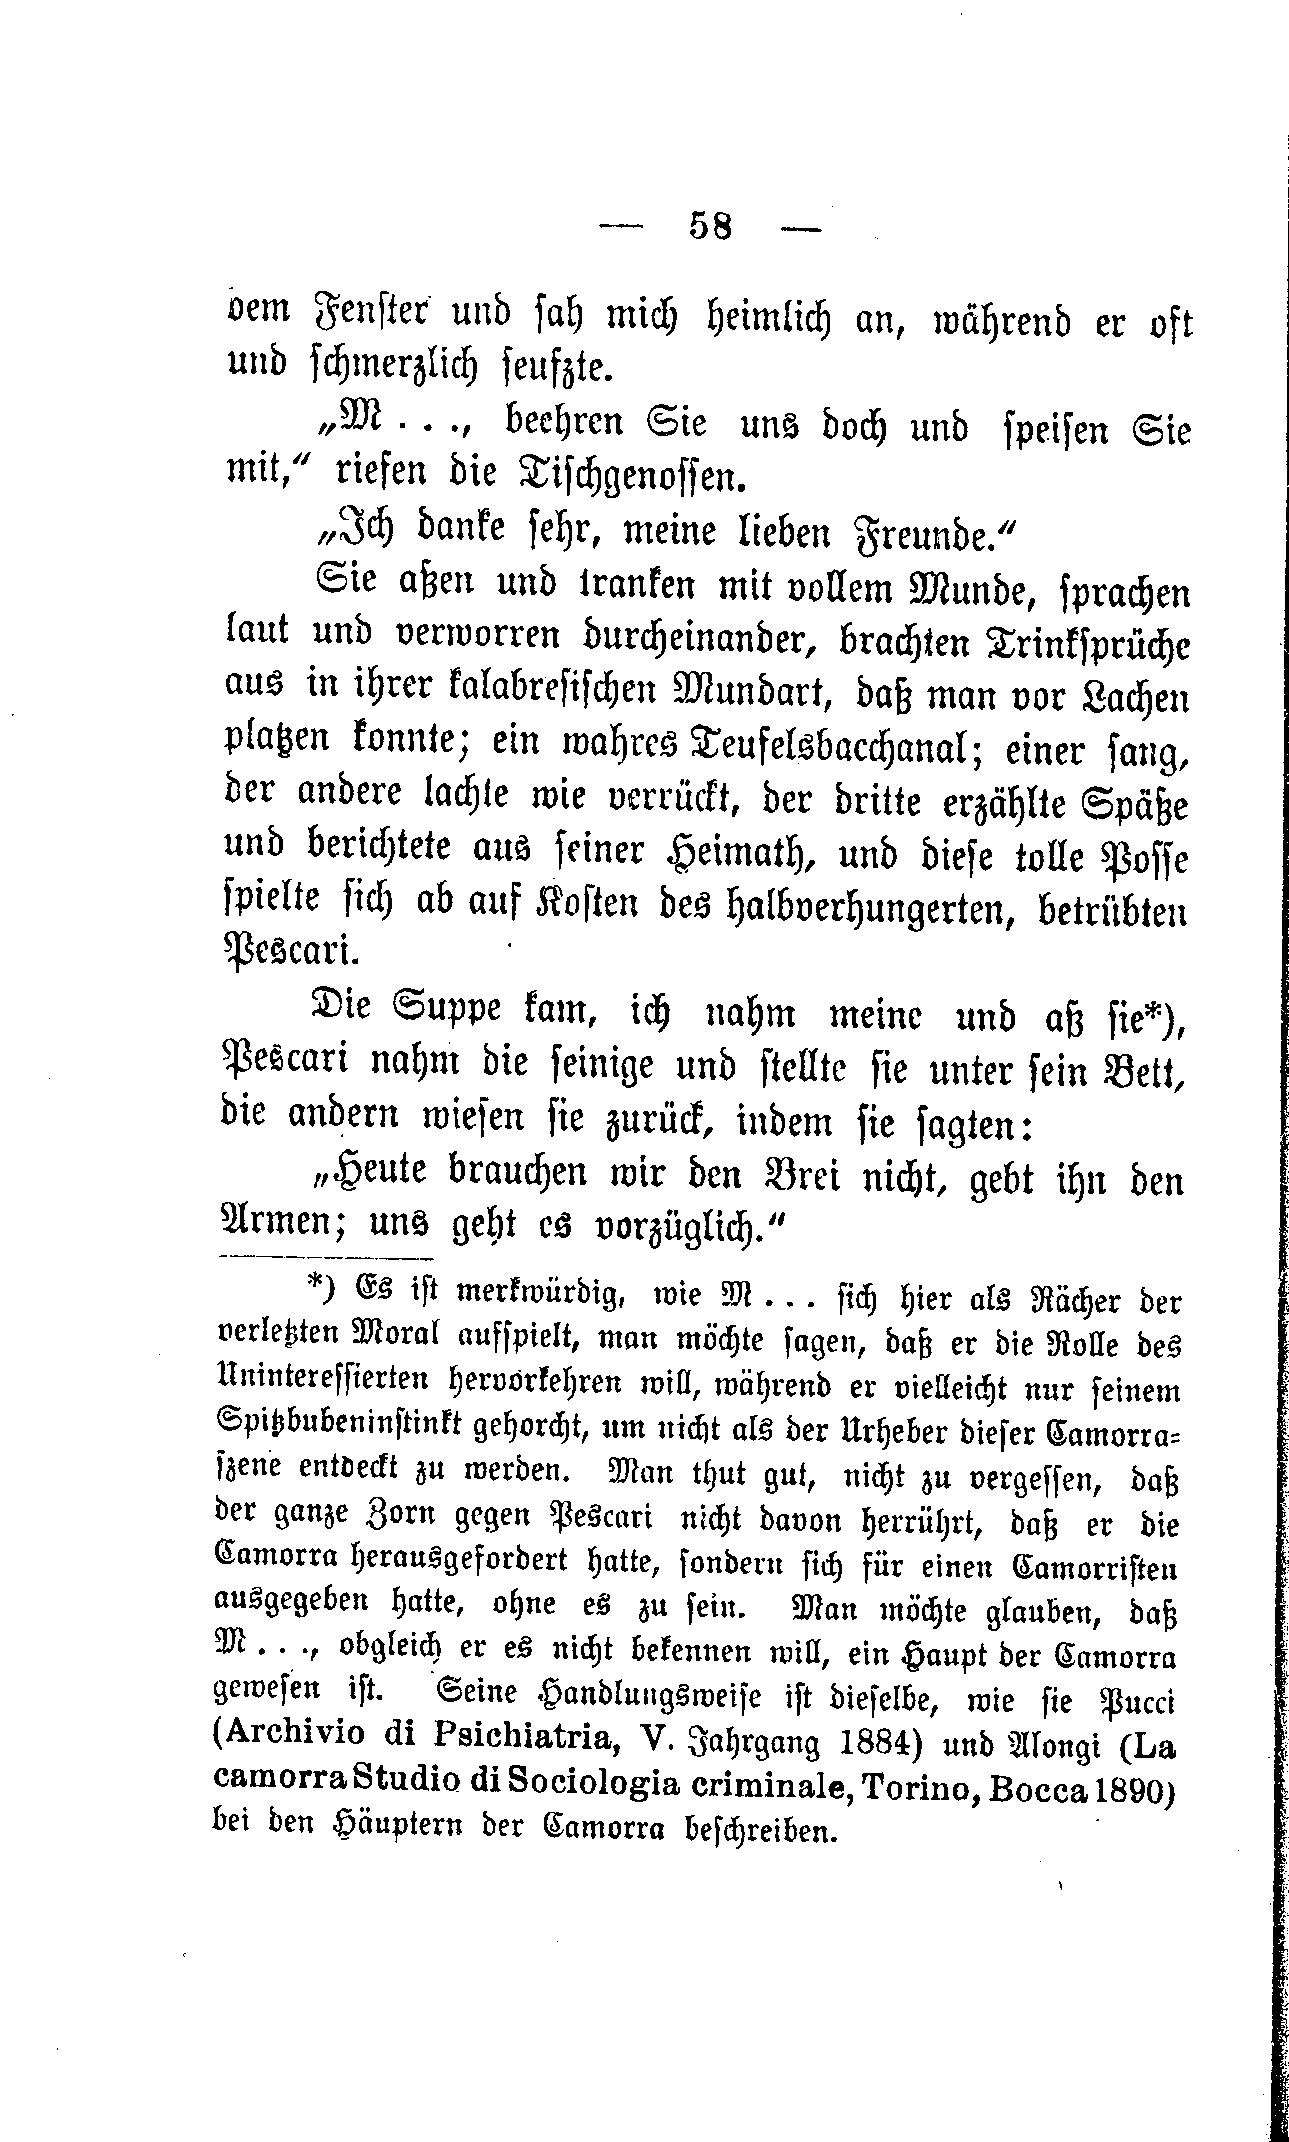 — 58 —
dem Fenster und sah mich heimlich an, während er oft
und schmerzlich seufzte.
„M . . ., beehren Sie uns doch und speisen Sie
mit,“ riefen die Tischgenossen.
„Ich danke sehr, meine lieben Freunde.“
Sie aßen und tranken mit vollem Munde, sprachen
laut und verworren durcheinander, brachten Trinksprüche
aus in ihrer kalabresischen Mundart, daß man vor Lachen
platzen konnte; ein wahres Teufelsbacchanal; einer sang,
der andere lachte wie verrückt, der dritte erzählte Späße
und berichtete aus seiner Heimath, und diese tolle Posse
spielte sich ab auf Kosten des halbverhungerten, betrübten
Pescari.
Die Suppe kam, ich nahm meine und aß sie*),
Pescari nahm die seinige und stellte sie unter sein Bett,
die andern wiesen sie zurück, indem sie sagten:
„Heute brauchen wir den Brei nicht, gebt ihn den
Armen; uns geht es vorzüglich.“
*) Es ist merkwürdig, wie M . . . sich hier als Rächer der
verletzten Moral aufspielt, man möchte sagen, daß er die Rolle des
Uninteressierten hervorkehren will, während er vielleicht nur seinem
Spitzbubeninstinkt gehorcht, um nicht als der Urheber dieser Camorra-
szene entdeckt zu werden. Man thut gut, nicht zu vergessen, daß
der ganze Zorn gegen Pescari nicht davon herrührt, daß er die
Camorra herausgefordert hatte, sondern sich für einen Camorristen
ausgegeben hatte, ohne es zu sein. Man möchte glauben, daß
M . . ., obgleich er es nicht bekennen will, ein Haupt der Camorra
gewesen ist. Seine Handlungsweise ist dieselbe, wie sie Pucci
(Archivio di Psichiatria, V. Jahrgang 1884) und Alongi (La
camorra Studio di Sociologia criminale, Torino, Bocca 1890)
bei den Häuptern der Camorra beschreiben.